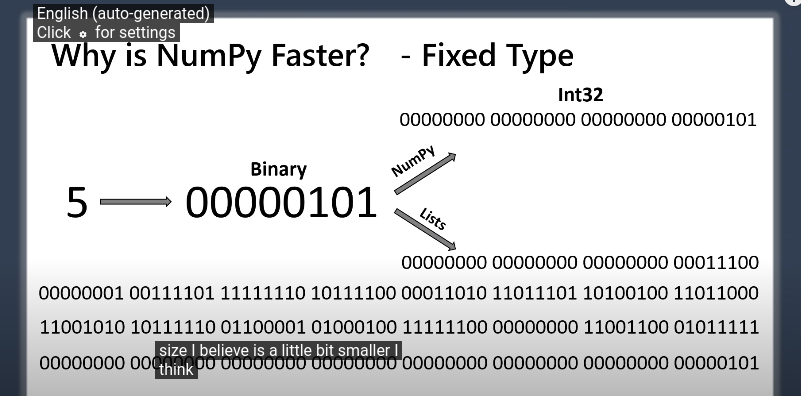 English (auto-generated)
Click for settings
Why is NumPy Faster? - Fixed Type
Int32
00000000 00000000 00000000 00000101
NumPy
Binary
5 00000101
Lists
00000000 00000000 00000000 00011100
00000001 00111101 11111110 10111100 00011010 11011101 10100100 11011000
11001010 10111110 01100001 01000100 11111100 00000000 11001100 01011111
00000000 00000000 00000000 00000000 00000000 00000000 00000000 00000101
size I believe is a little bit smaller I
think